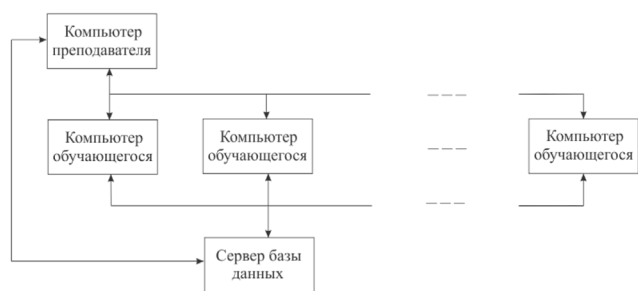 Компьютер
преподавателя
Компьютер
обучающегося
Компьютер
обучающегося
Компьютер
обучающегося
Сервер базы
данных